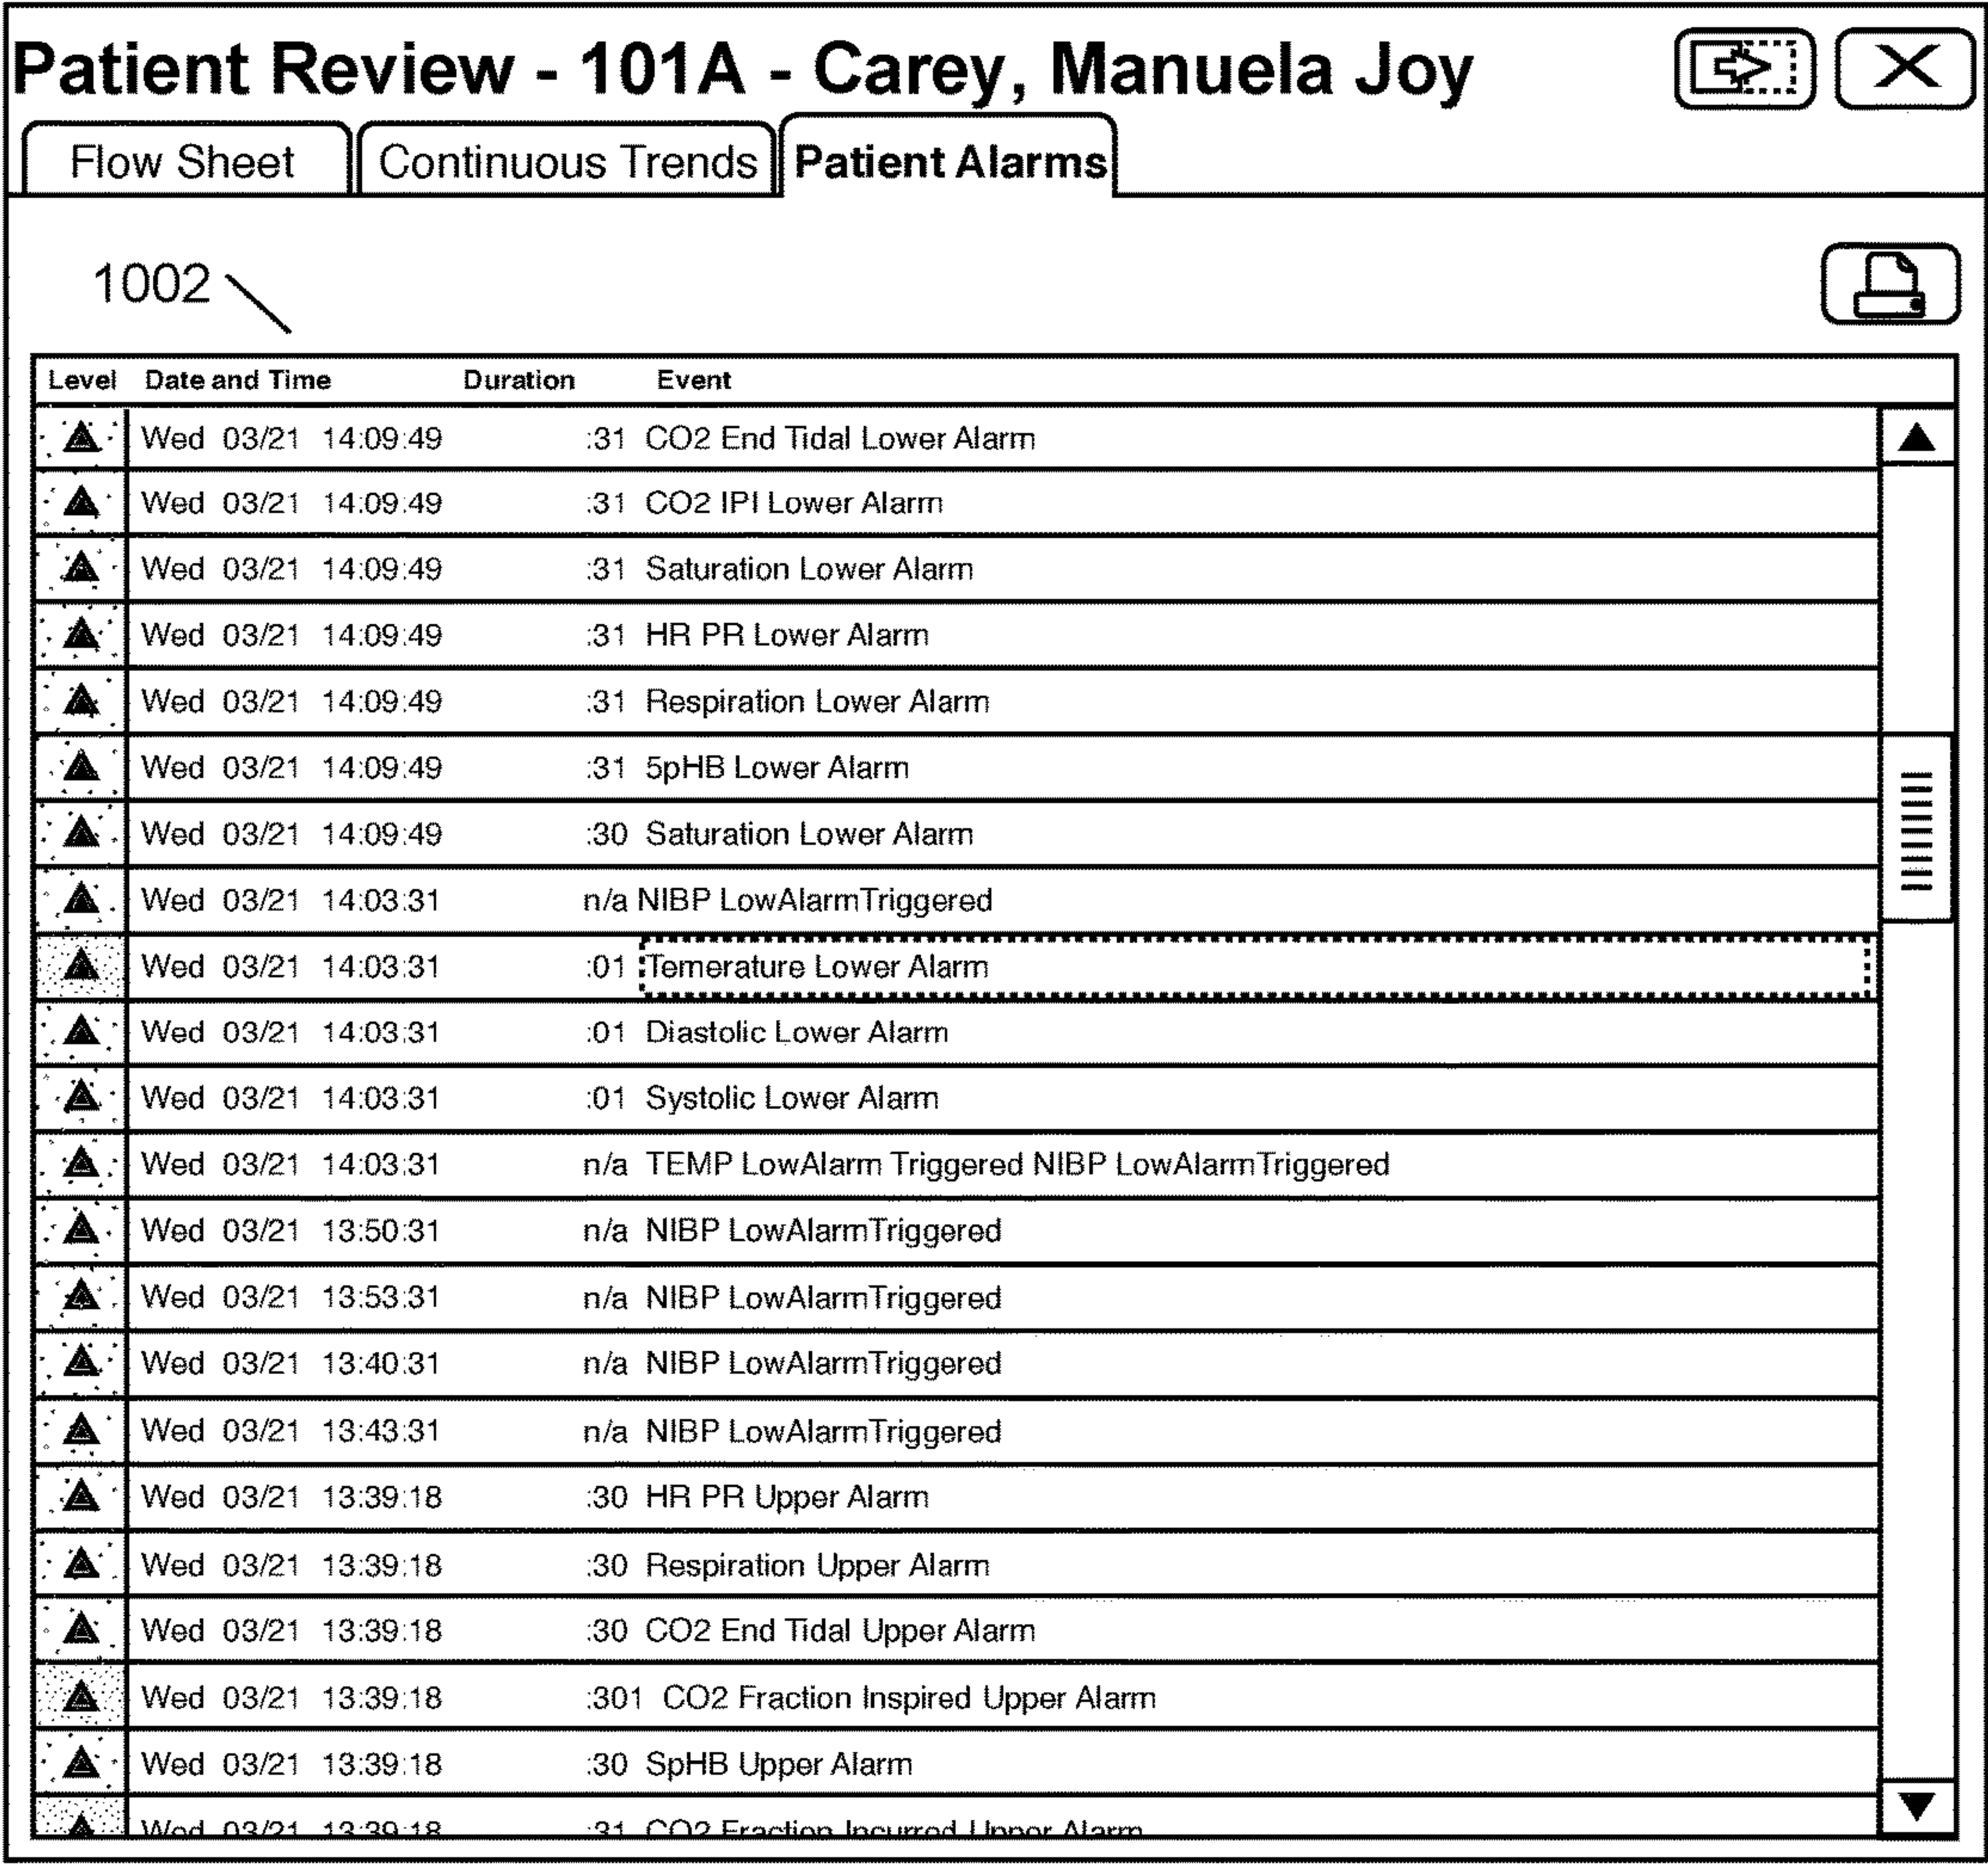 Patient Review - 101A - Carey, Manuela Joy
Flow Sheet Continuous Trends Patient Alarms
1002
Level Date and Time Duration Event
Wed 03/21 14:09:49 :31 CO2 End Tidal Lower Alarm
Wed 03/21 14:09:49 :31 CO2 IPI Lower Alarm
Wed 03/21 14:09:49 :31 Saturation Lower Alarm
Wed 03/21 14:09:49 :31 HR PR Lower Alarm
Wed 03/21 14:09:49 :31 Respiration Lower Alarm
Wed 03/21 14:09:49 :31 5pHB Lower Alarm
Wed 03/21 14:09:49 :30 Saturation Lower Alarm
Wed 03/21 14:03:31 n/a NIBP LowAlarmTriggered
Wed 03/21 14:03:31 :01 Temerature Lower Alarm
Wed 03/21 14:03:31 :01 Diastolic Lower Alarm
Wed 03/21 14:03:31 :01 Systolic Lower Alarm
Wed 03/21 14:03:31 n/a TEMP LowAlarm Triggered NIBP LowAlarmTriggered
Wed 03/21 13:50:31 n/a NIBP LowAlarmTriggered
Wed 03/21 13:53:31 n/a NIBP LowAlarmTriggered
Wed 03/21 13:40:31 n/a NIBP LowAlarmTriggered
Wed 03/21 13:43:31 n/a NIBP LowAlarmTriggered
Wed 03/21 13:39:18 :30 HR PR Upper Alarm
Wed 03/21 13:39:18 :30 Respiration Upper Alarm
Wed 03/21 13:39:18 :30 CO2 End Tidal Upper Alarm
Wed 03/21 13:39:18 :301 CO2 Fraction Inspired Upper Alarm
Wed 03/21 13:39:18 :30 SpHB Upper Alarm
Wed 03/21 13:39:18 :31 CO2 Fraction Incurred Upper Alarm